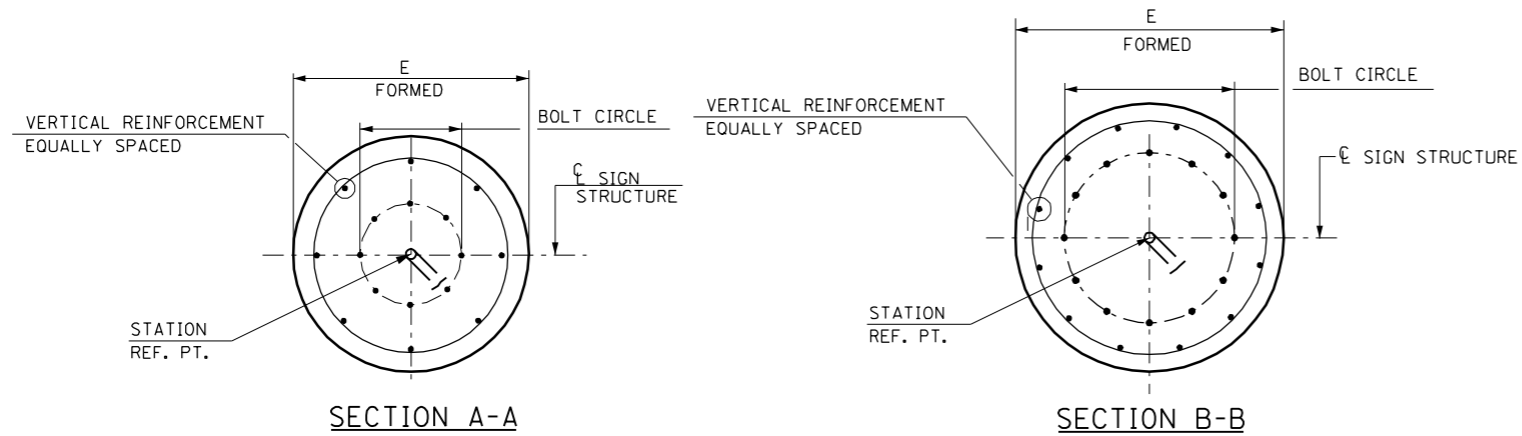 E
FORMED
BOLT CIRCLE
VERTICAL REINFORCEMENT
EQUALLY SPACED
℄ SIGN
STRUCTURE
STATION
REF. PT.
SECTION A-A
E
FORMED
BOLT CIRCLE
VERTICAL REINFORCEMENT
EQUALLY SPACED
℄ SIGN STRUCTURE
STATION
REF. PT.
SECTION B-B